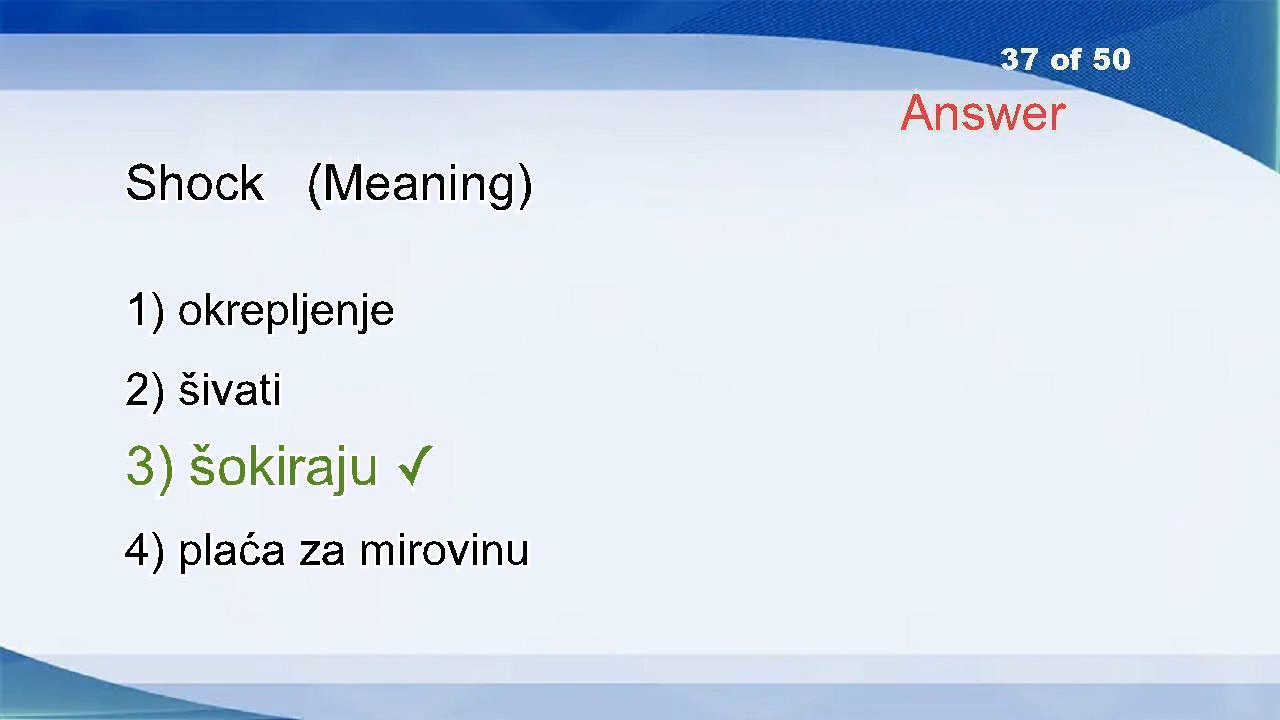 37 of 50
Answer
Shock (Meaning)
1) okrepljenje
2) šivati
3) šokiraju ✓
4) plaća za mirovinu